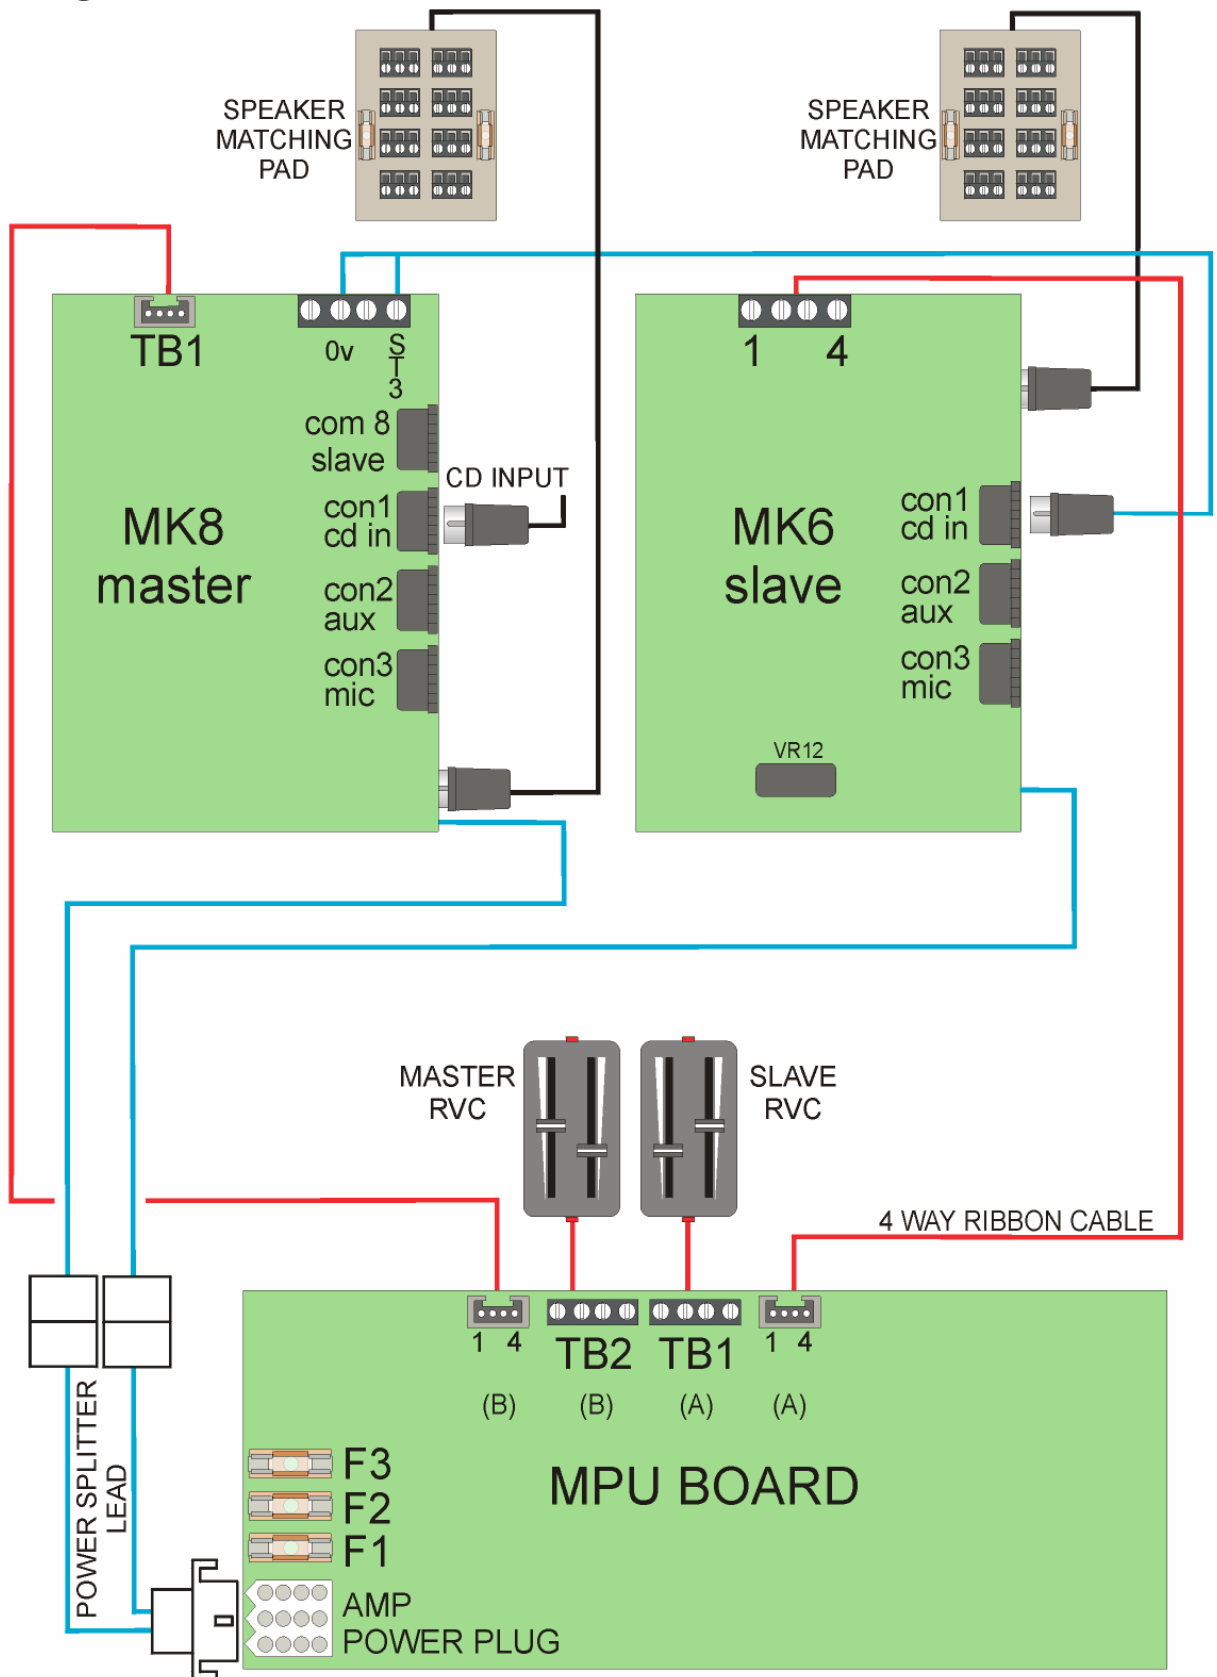 SPEAKER
MATCHING
PAD
SPEAKER
MATCHING
PAD
TB1
0v
ST3
1
4
com 8
slave
CD INPUT
con1
cd in
MK8
master
con2
aux
con3
mic
con1
cd in
MK6
slave
con2
aux
con3
mic
VR12
MASTER
RVC
SLAVE
RVC
4 WAY RIBBON CABLE
1 4
TB2
TB1
1 4
(B)
(B)
(A)
(A)
POWER SPLITTER
LEAD
F3
F2
F1
MPU BOARD
AMP
POWER PLUG